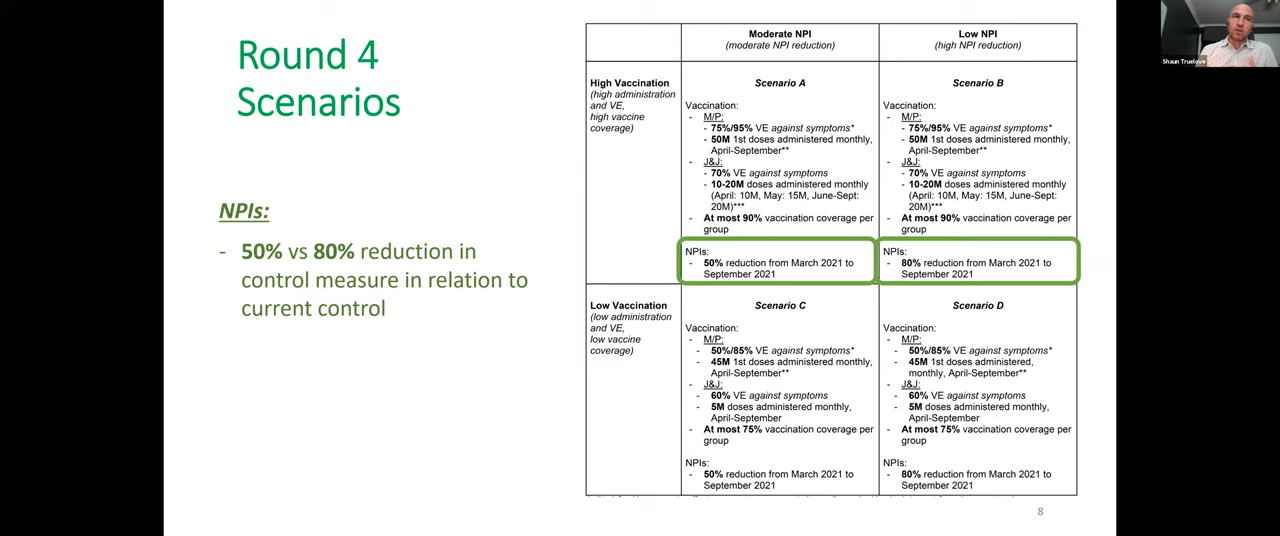 Round 4
Scenarios
NPIs:
- 50% vs 80% reduction in
control measure in relation to
current control
Moderate NPI
(moderate NPI reduction)
Low NPI
(high NPI reduction)
High Vaccination
(high administration
and VE,
high vaccine
coverage)
Scenario A
Vaccination:
- M/P:
- 75%/95% VE against symptoms*
- 50M 1st doses administered monthly,
April-September**
- J&J:
- 70% VE against symptoms
- 10-20M doses administered monthly
(April: 10M, May: 15M, June-Sept:
20M)***
- At most 90% vaccination coverage per
group
NPIs:
- 50% reduction from March 2021 to
September 2021
Scenario B
Vaccination:
- M/P:
- 75%/95% VE against symptoms*
- 50M 1st doses administered monthly,
April-September**
- J&J:
- 70% VE against symptoms
- 10-20M doses administered monthly
(April: 10M, May: 15M, June-Sept:
20M)***
- At most 90% vaccination coverage per
group
NPIs:
- 80% reduction from March 2021 to
September 2021
Low Vaccination
(low administration
and VE,
low vaccine
coverage)
Scenario C
Vaccination:
- M/P:
- 50%/85% VE against symptoms*
- 45M 1st doses administered monthly,
April-September**
- J&J:
- 60% VE against symptoms
- 5M doses administered monthly,
April-September
- At most 75% vaccination coverage per
group
NPIs:
- 50% reduction from March 2021 to
September 2021
Scenario D
Vaccination:
- M/P:
- 50%/85% VE against symptoms*
- 45M 1st doses administered,
monthly, April-September**
- J&J:
- 60% VE against symptoms
- 5M doses administered monthly,
April-September
- At most 75% vaccination coverage per
group
NPIs:
- 80% reduction from March 2021 to
September 2021
8
Shaun Truelove